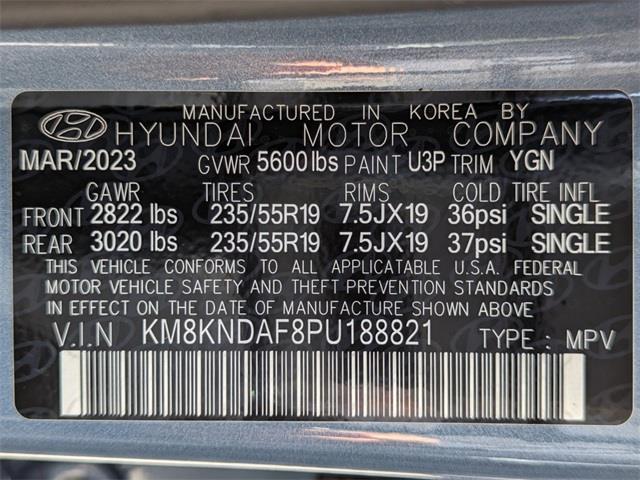 MANUFACTURED IN KOREA BY
HYUNDAI MOTOR COMPANY
MAR/2023 GVWR 5600 lbs PAINT U3P TRIM YGN
GAWR TIRES RIMS COLD TIRE INFL
FRONT 2822 lbs 235/55R19 7.5JX19 36psi SINGLE
REAR 3020 lbs 235/55R19 7.5JX19 37psi SINGLE
THIS VEHICLE CONFORMS TO ALL APPLICATABLE U.S.A. FEDERAL
MOTOR VEHICLE SAFETY AND THEFT PREVENTION STANDARDS
IN EFFECT ON THE DATE OF MANUFACTURE SHOWN ABOVE
V.I.N KM8KNDAF8PU188821 TYPE : MPV